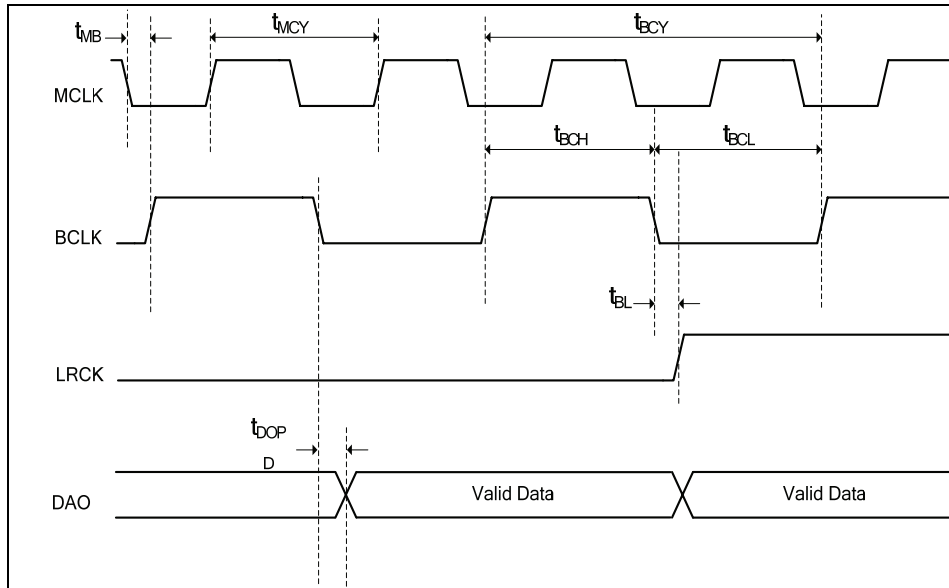 tMB
tMCY
tBCY
MCLK
tBCH
tBCL
BCLK
tBL
LRCK
tDOP
D
DAO
Valid Data
Valid Data